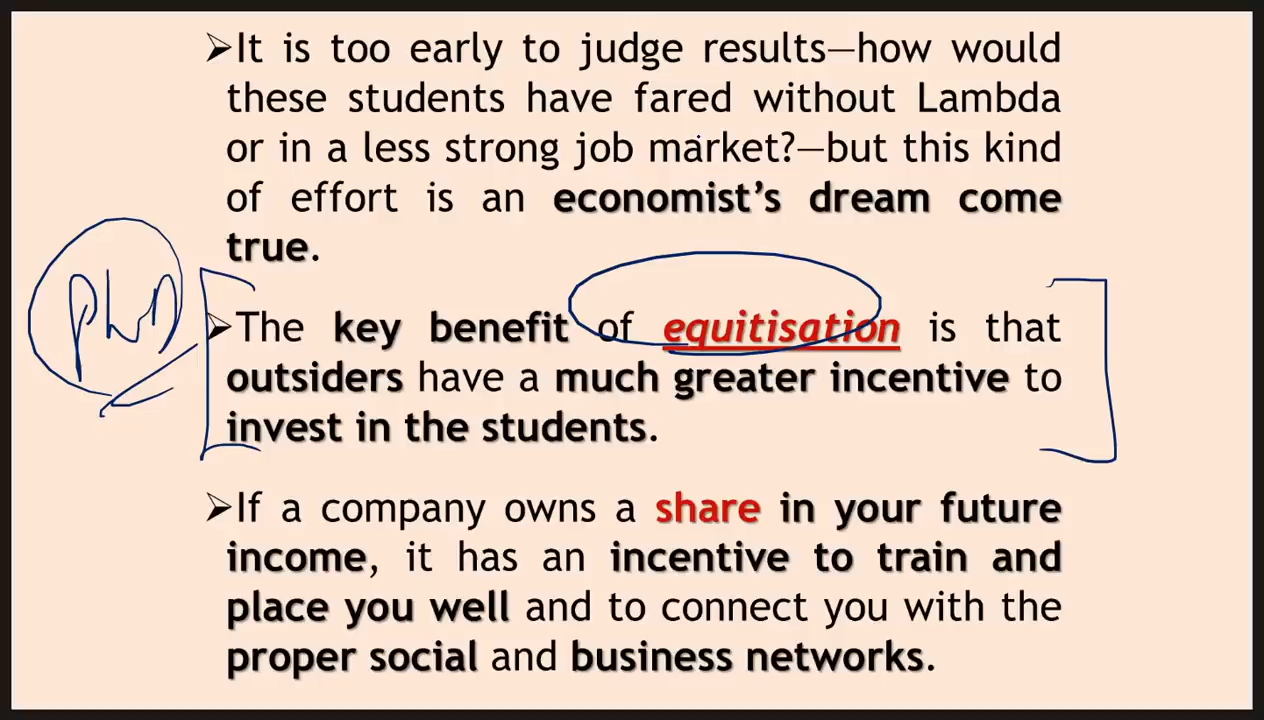 ➢It is too early to judge results—how would
these students have fared without Lambda
or in a less strong job market?—but this kind
of effort is an economist’s dream come
true.
PhD
➢The key benefit of equitisation is that
outsiders have a much greater incentive to
invest in the students.
➢If a company owns a share in your future
income, it has an incentive to train and
place you well and to connect you with the
proper social and business networks.